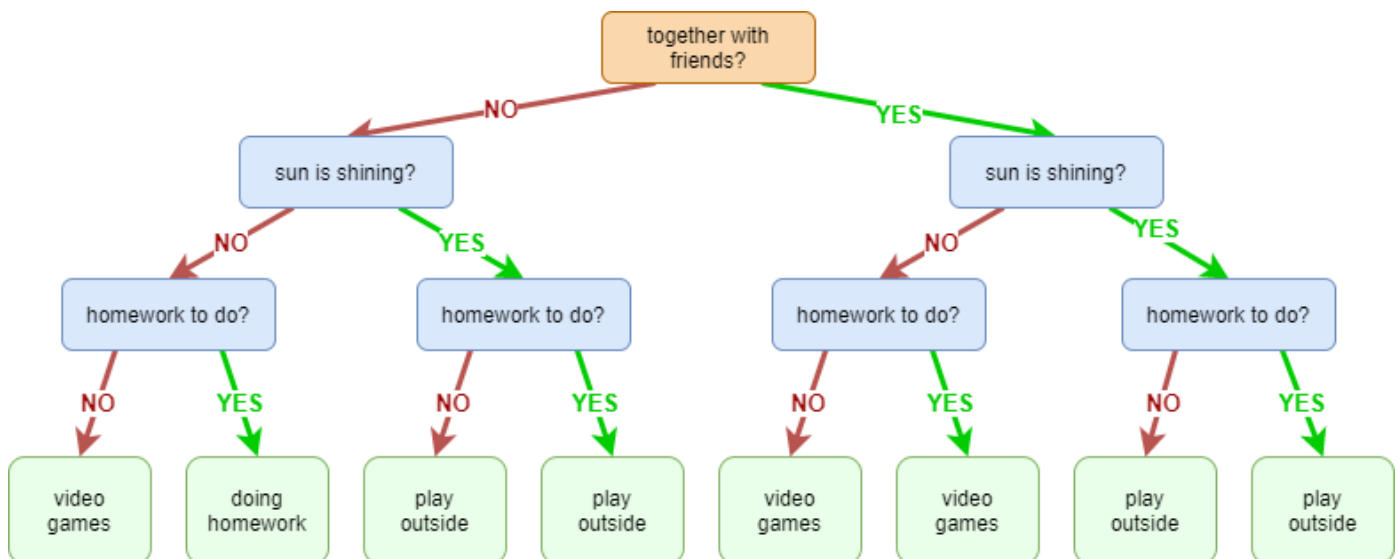 together with
friends?
NO
YES
sun is shining?
sun is shining?
NO
YES
NO
YES
homework to do?
homework to do?
homework to do?
homework to do?
NO
YES
NO
YES
NO
YES
NO
YES
video
games
doing
homework
play
outside
play
outside
video
games
video
games
play
outside
play
outside